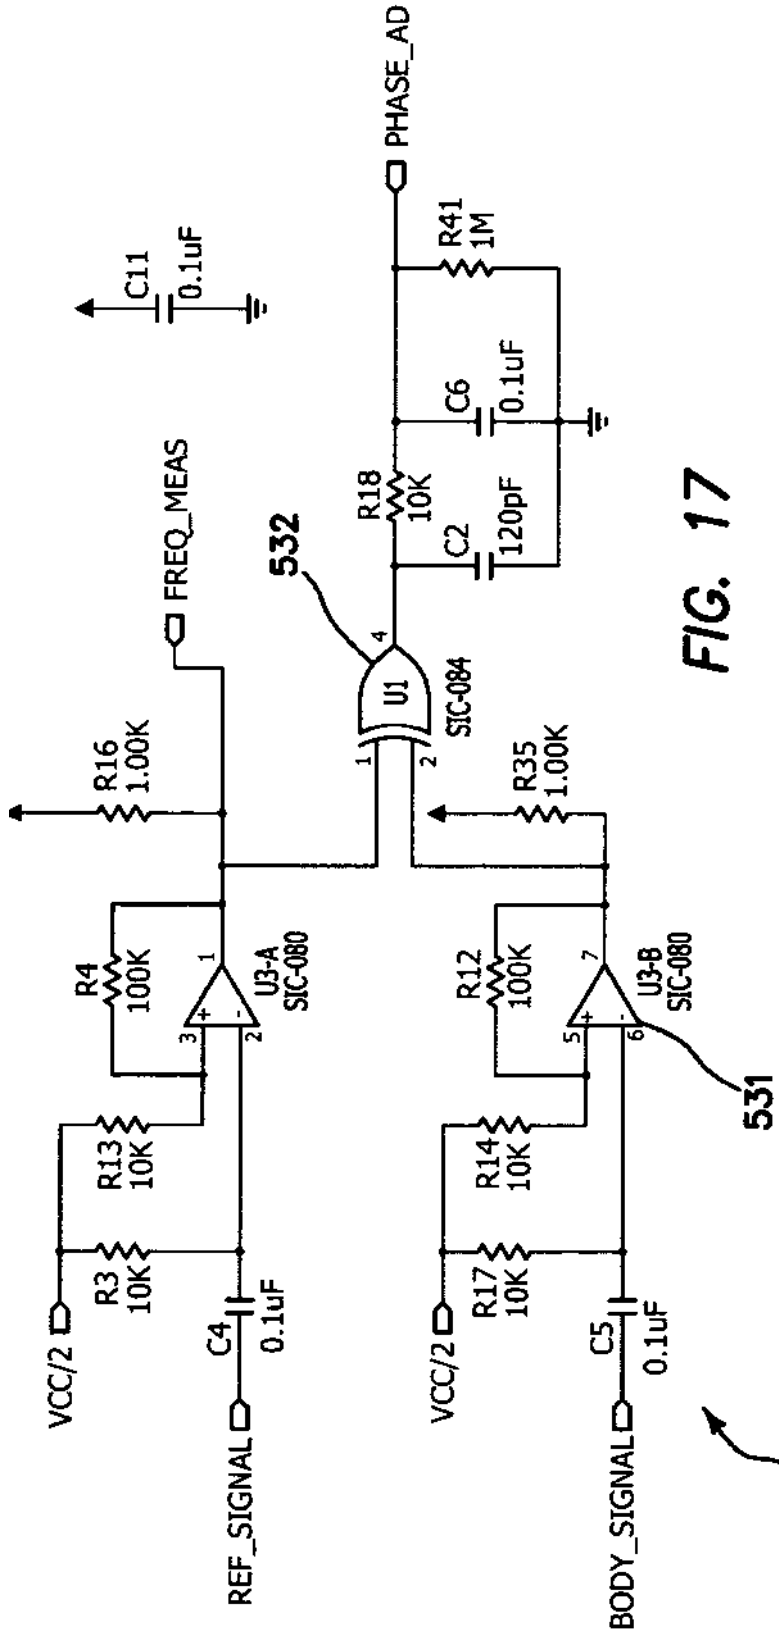 VCC/2
R3
10K
R13
10K
R4
100K
R16
1.00K
FREQ_MEAS
REF_SIGNAL
C4
0.1uF
3
+
-
2
1
U3-A
SIC-080
C11
0.1uF
532
1
2
U1
4
SIC-084
R18
10K
C2
120pF
C6
0.1uF
R41
1M
PHASE_AD
VCC/2
R17
10K
R14
10K
R12
100K
R35
1.00K
BODY_SIGNAL
C5
0.1uF
5
+
-
6
7
U3-B
SIC-080
531
FIG. 17